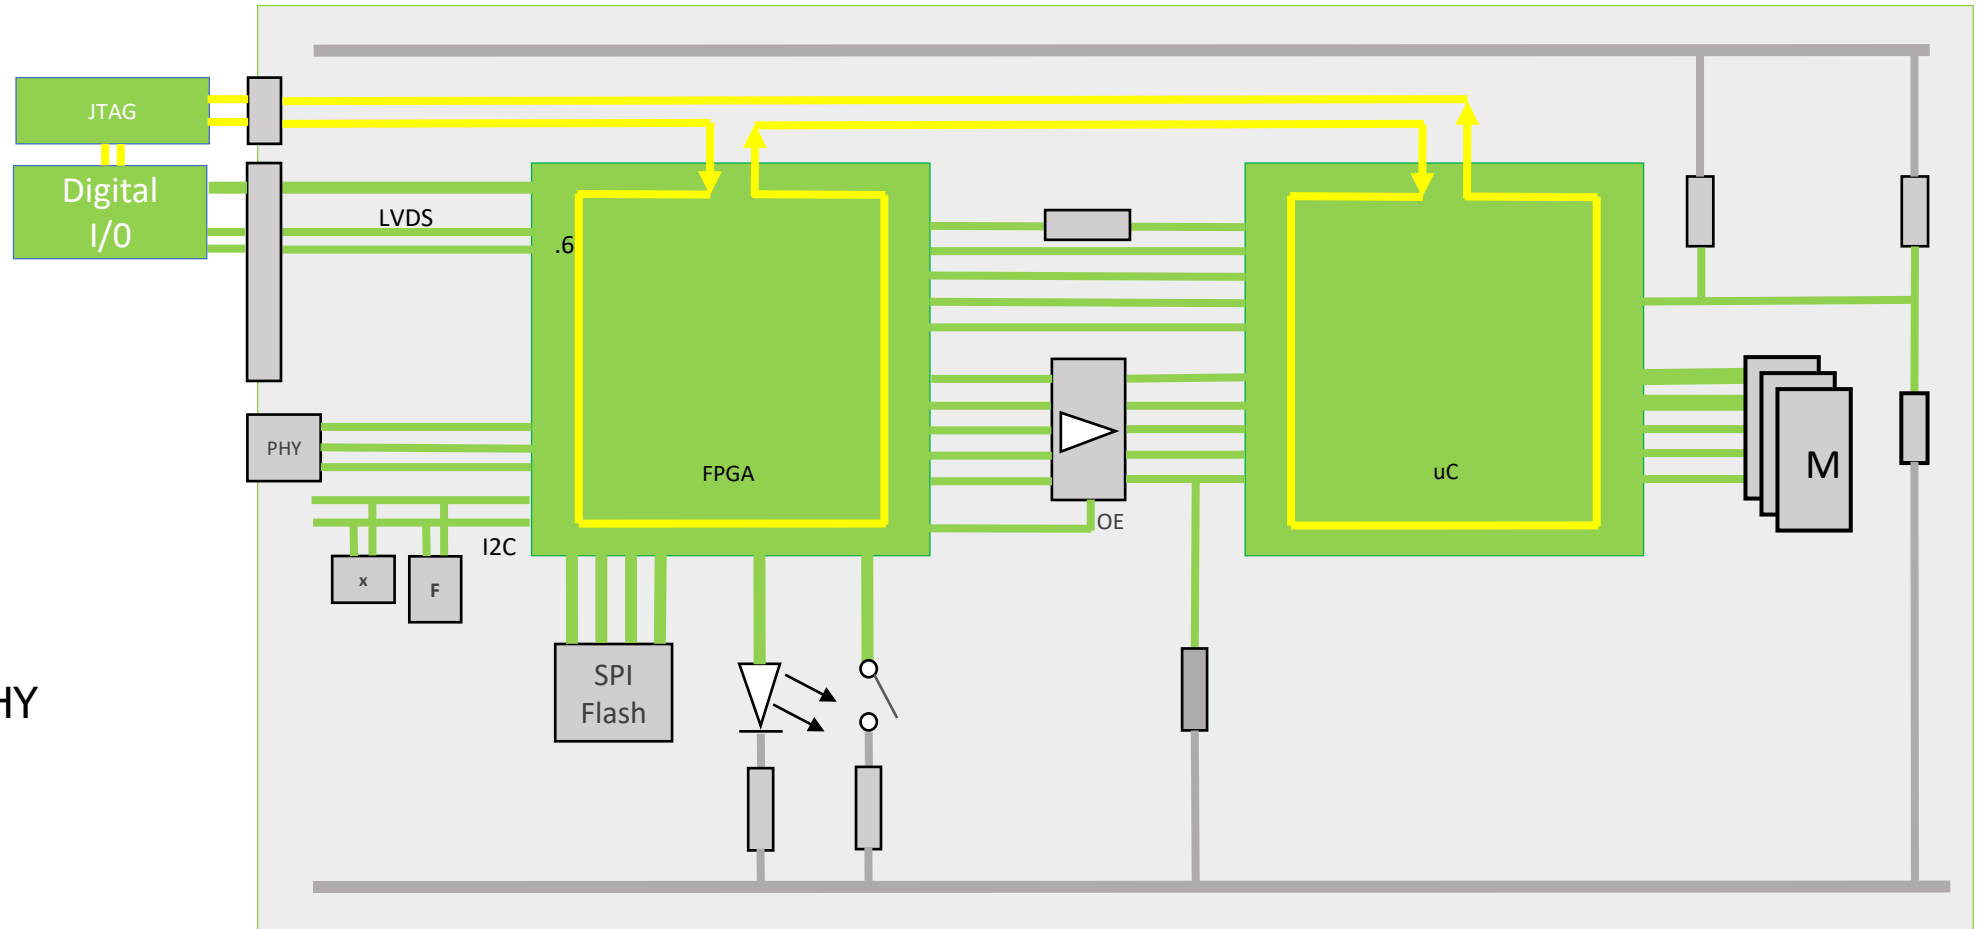 JTAG
Digital
I/0
LVDS
.6
PHY
FPGA
uC
M
OE
I2C
x
F
SPI
Flash
HY